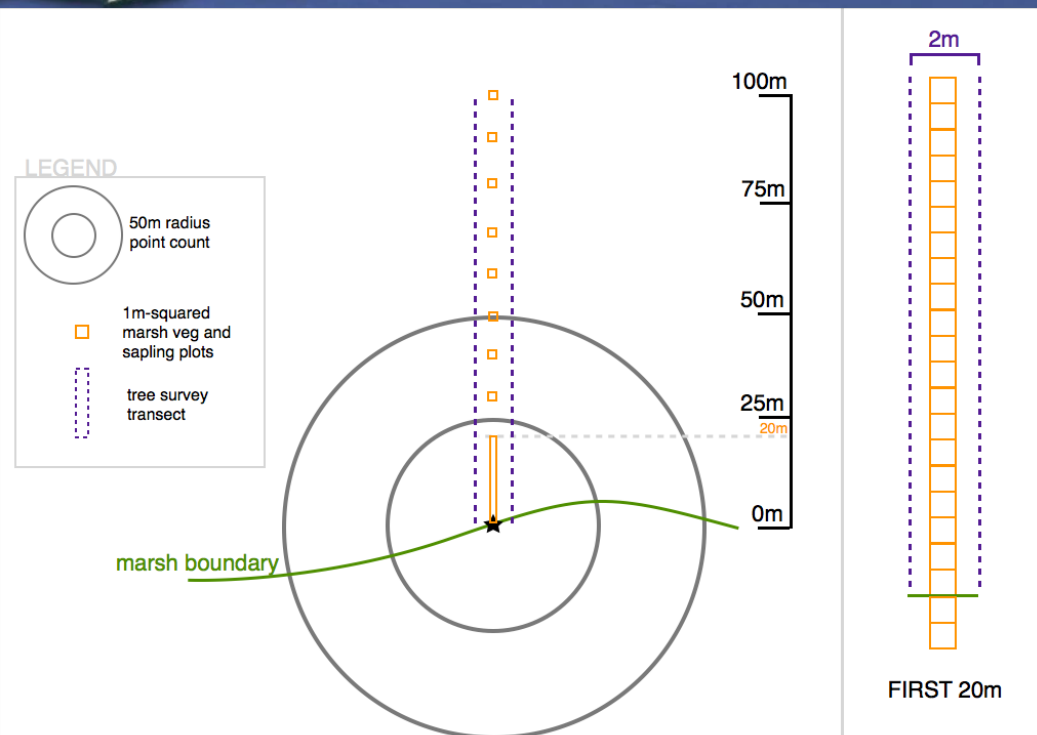 LEGEND
50m radius
point count
1m-squared
marsh veg and
sapling plots
tree survey
transect
marsh boundary
100m
75m
50m
25m
20m
0m
2m
FIRST 20m